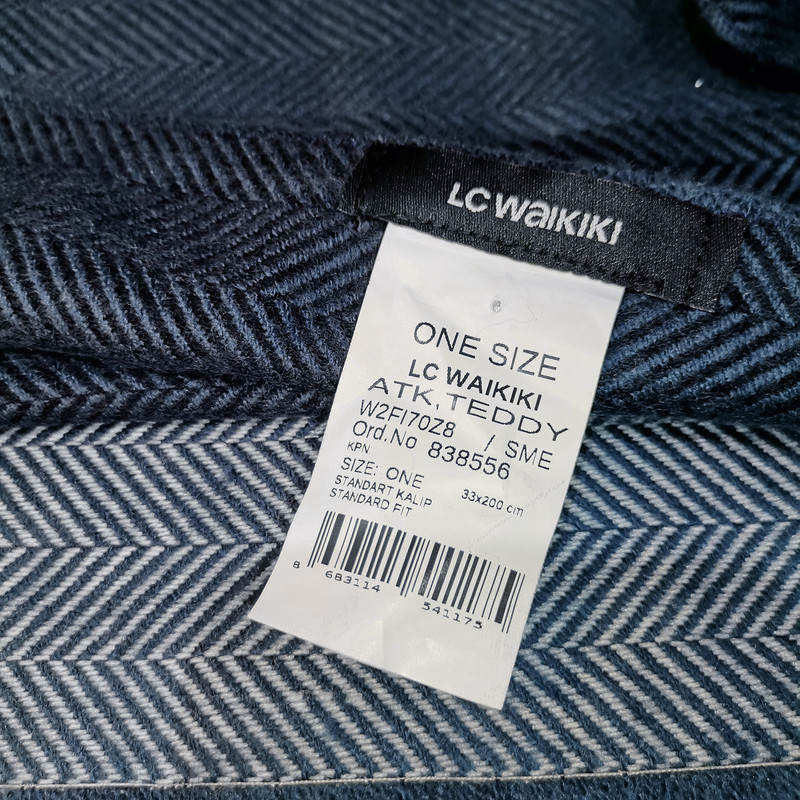 LC WAIKIKI
ONE SIZE
LC WAIKIKI
ATK,TEDDY
W2FI70Z8 / SME
Ord.No 838556
KPN
SIZE: ONE 33x200 cm
STANDART KALIP
STANDARD FIT
8 683114 541175